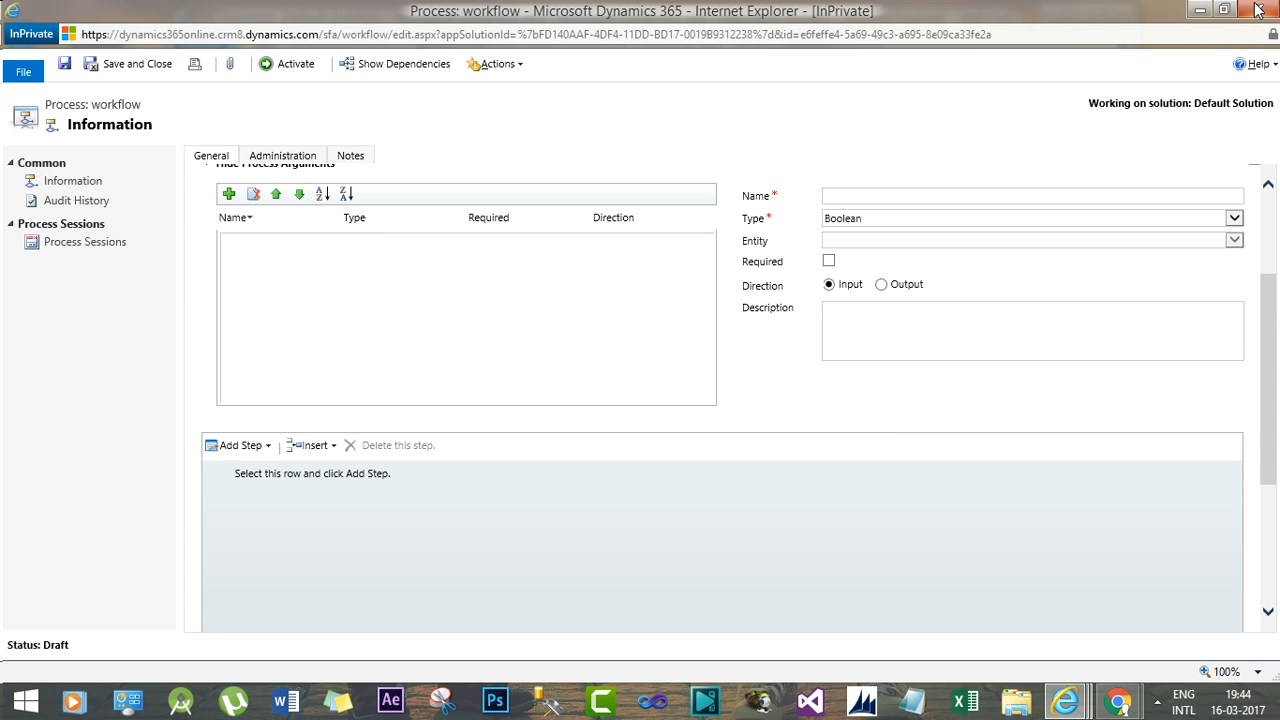 Process: workflow - Microsoft Dynamics 365 - Internet Explorer - [InPrivate]
InPrivate https://dynamics365online.crm8.dynamics.com/sfa/workflow/edit.aspx?appSolutionId=%7bFD140AAF-4DF4-11DD-BD17-0019B9312238%7d&id=e6feffe4-5a69-49c3-a695-8e09ca33fe2a
File Save and Close Activate Show Dependencies Actions Help
Process: workflow
Information
Working on solution: Default Solution
Common
Information
Audit History
Process Sessions
Process Sessions
General Administration Notes
Hide Process Arguments
Name Type Required Direction
Name *
Type * Boolean
Entity
Required
Direction Input Output
Description
Add Step Insert Delete this step.
Select this row and click Add Step.
Status: Draft
100%
Ae Ps
ENG 19:44
INTL 16-03-2017